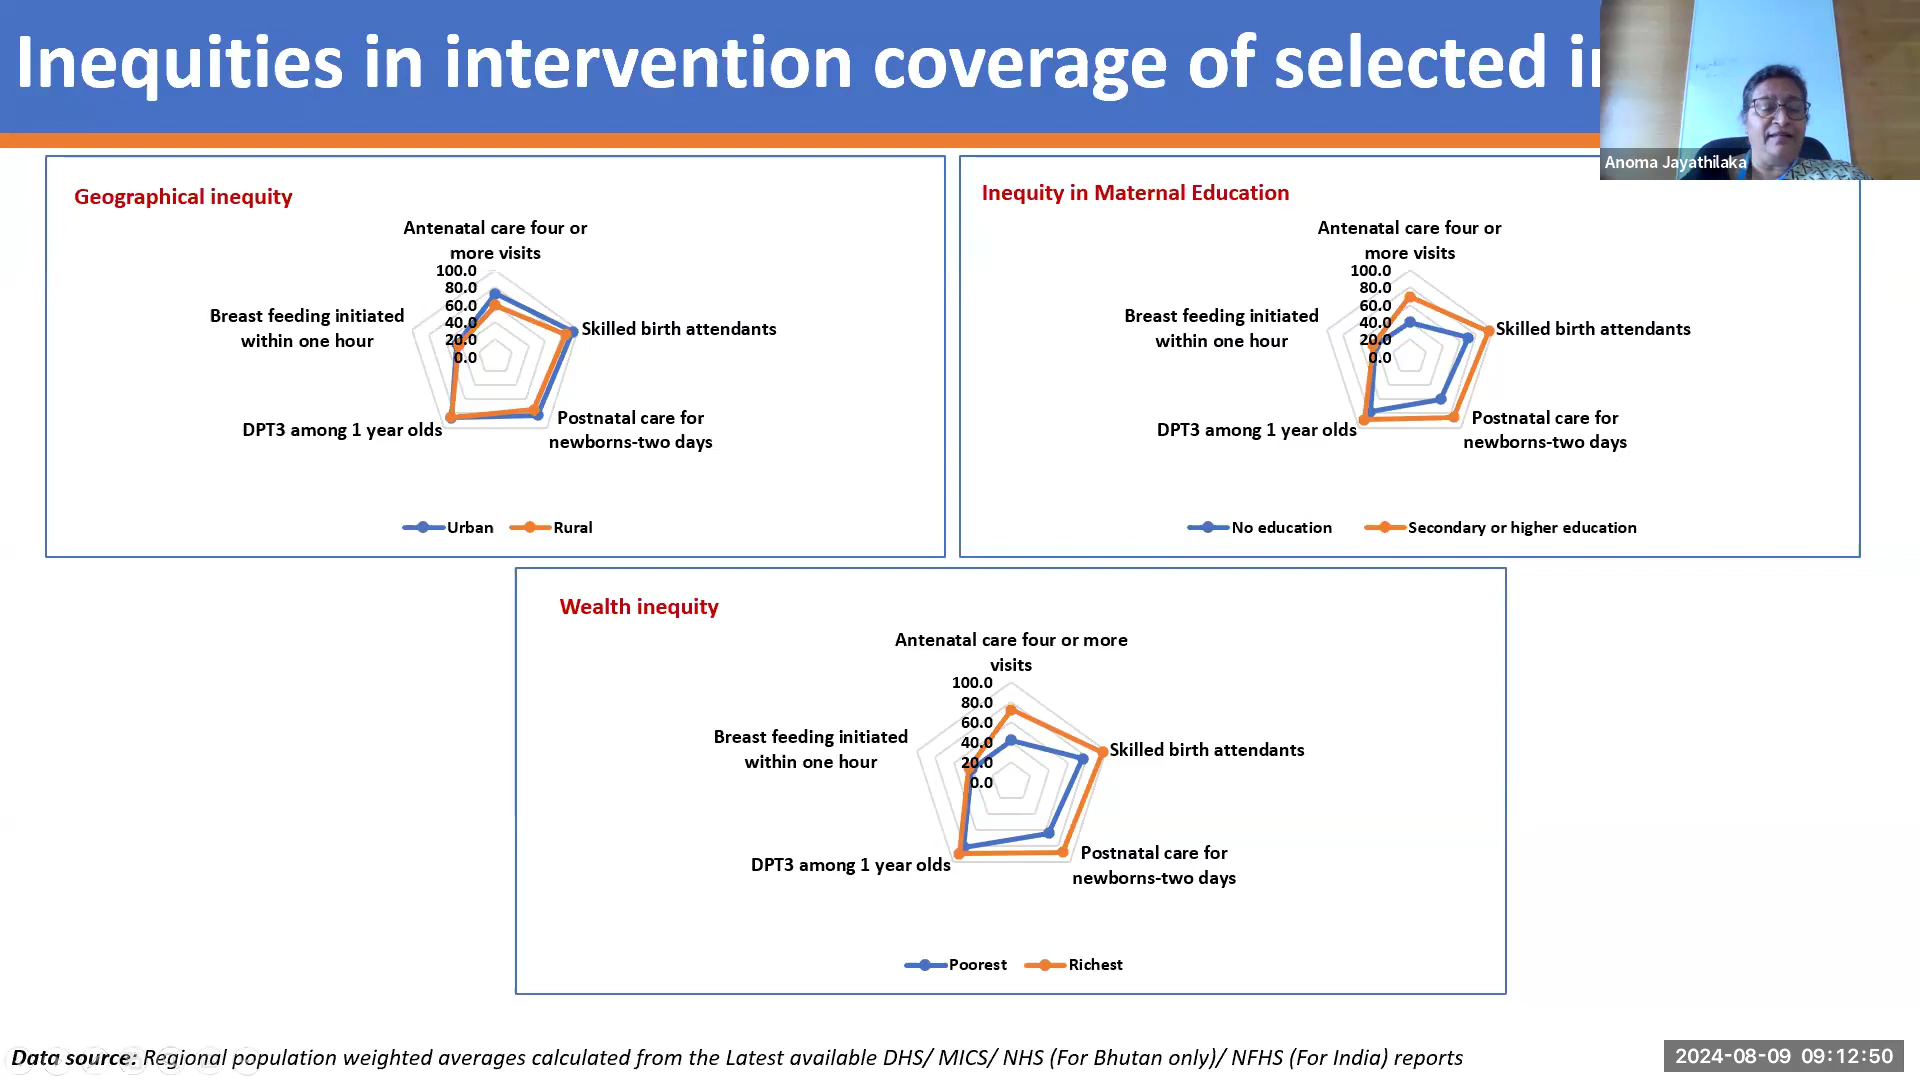 Inequities in intervention coverage of selected
Anoma Jayathilaka
Geographical inequity
Antenatal care four or
more visits
100.0
80.0
60.0
40.0
20.0
0.0
Breast feeding initiated
within one hour
Skilled birth attendants
DPT3 among 1 year olds
Postnatal care for
newborns-two days
Urban
Rural
Inequity in Maternal Education
Antenatal care four or
more visits
100.0
80.0
60.0
40.0
20.0
0.0
Breast feeding initiated
within one hour
Skilled birth attendants
DPT3 among 1 year olds
Postnatal care for
newborns-two days
No education
Secondary or higher education
Wealth inequity
Antenatal care four or more
visits
100.0
80.0
60.0
40.0
20.0
0.0
Breast feeding initiated
within one hour
Skilled birth attendants
DPT3 among 1 year olds
Postnatal care for
newborns-two days
Poorest
Richest
Data source: Regional population weighted averages calculated from the Latest available DHS/ MICS/ NHS (For Bhutan only)/ NFHS (For India) reports
2024-08-09 09:12:50